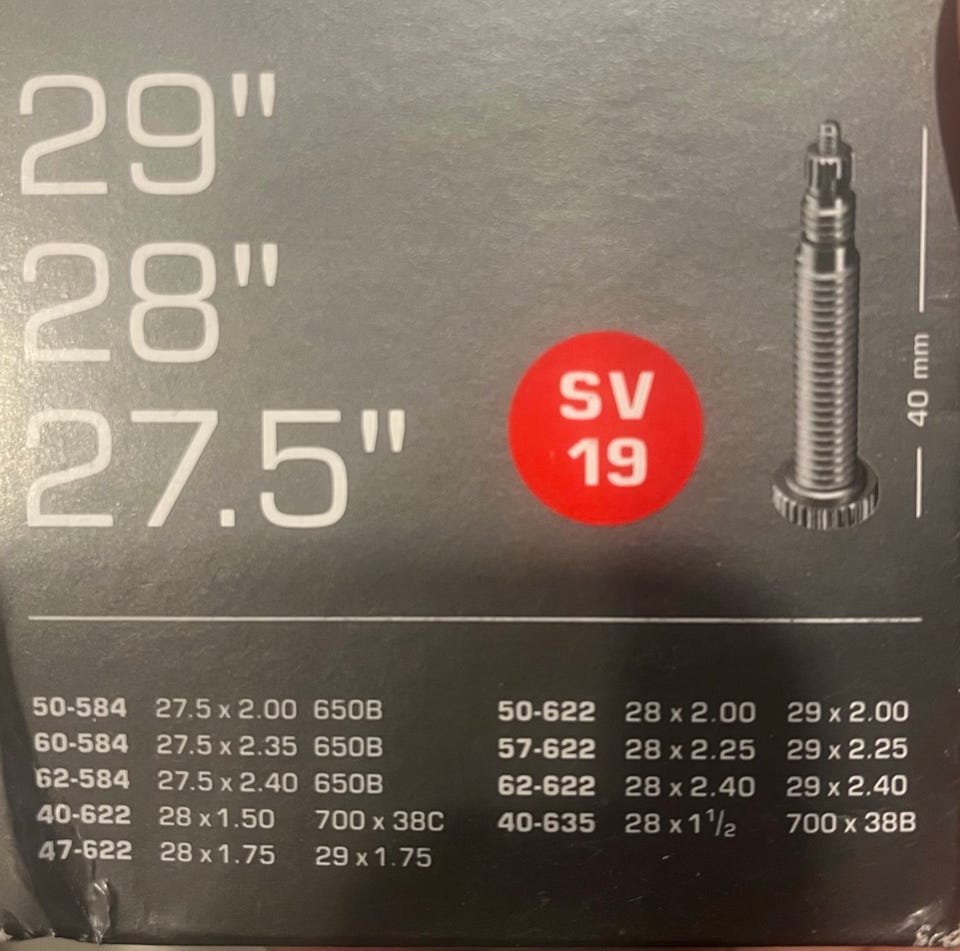 29"
28"
27.5"
SV
19
40 mm
50-584 27.5 x 2.00 650B
60-584 27.5 x 2.35 650B
62-584 27.5 x 2.40 650B
40-622 28 x 1.50 700 x 38C
47-622 28 x 1.75 29 x 1.75
50-622 28 x 2.00 29 x 2.00
57-622 28 x 2.25 29 x 2.25
62-622 28 x 2.40 29 x 2.40
40-635 28 x 1 1/2 700 x 38B